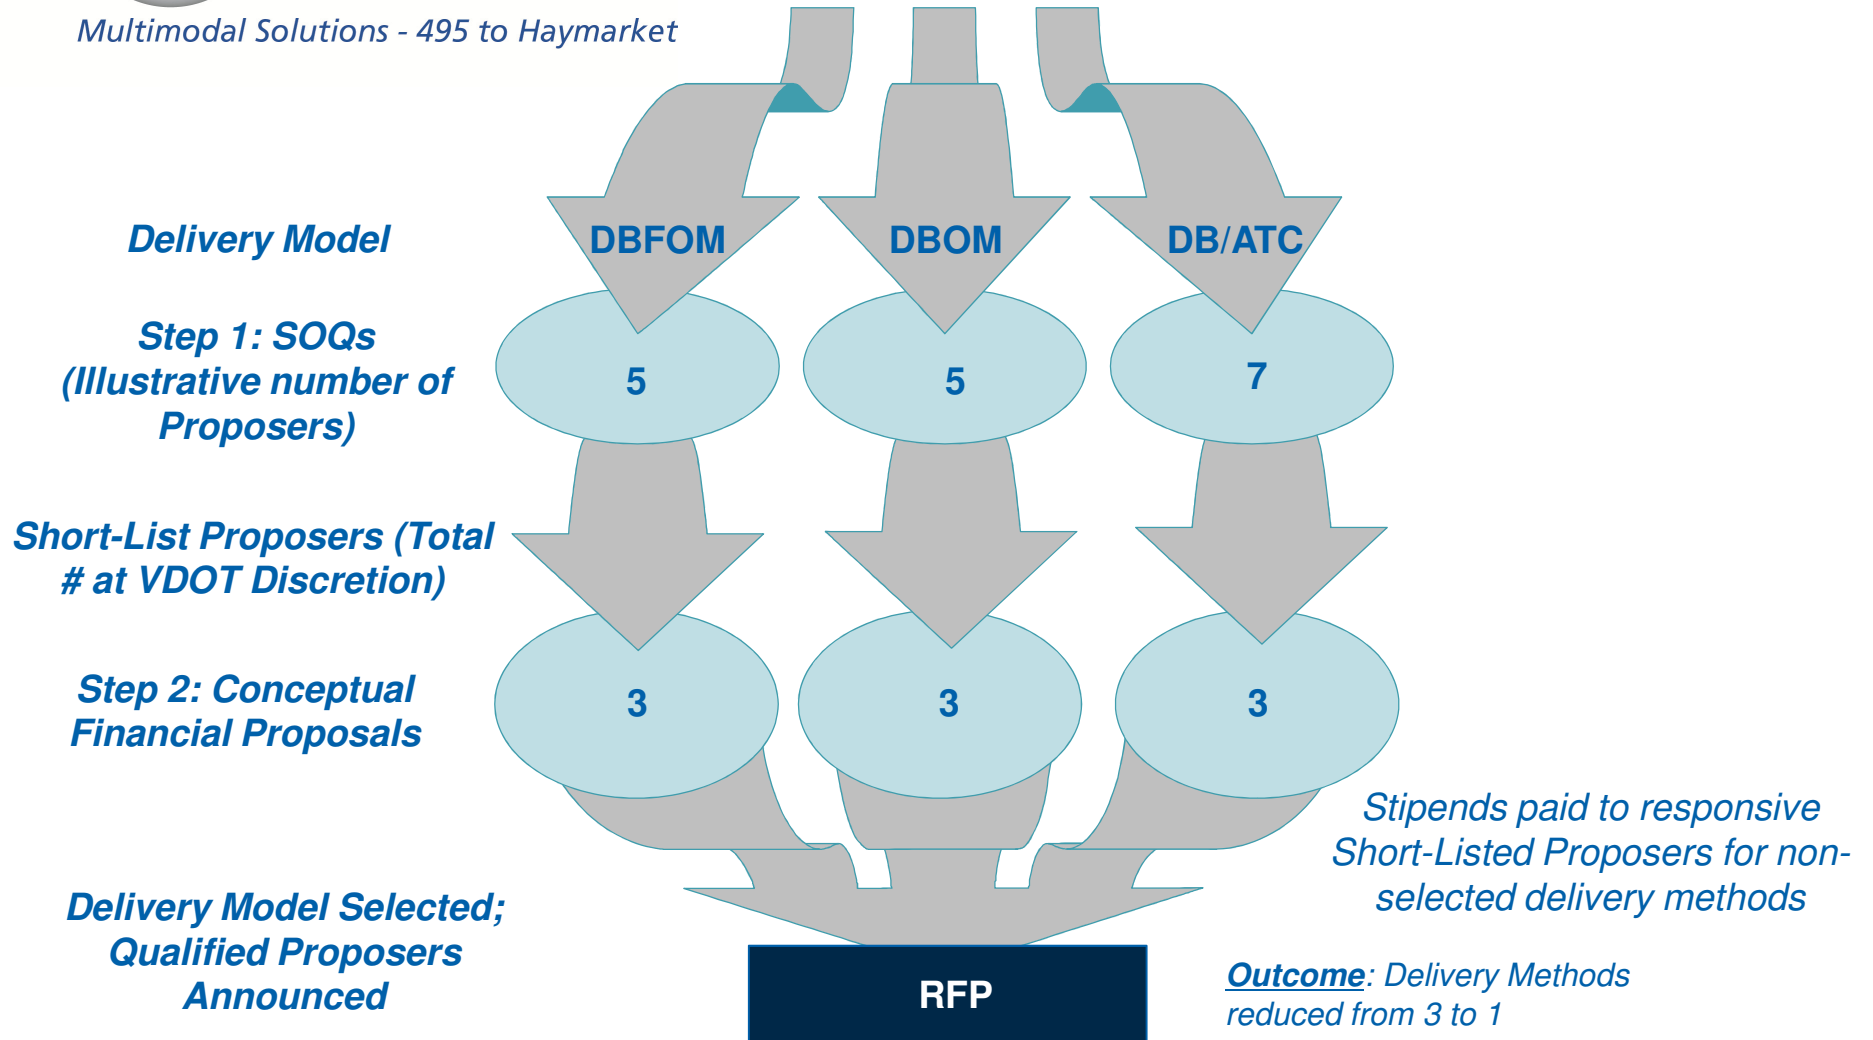 Multimodal Solutions - 495 to Haymarket
Delivery Model
DBFOM
DBOM
DB/ATC
Step 1: SOQs
(Illustrative number of
Proposers)
5
5
7
Short-List Proposers (Total
# at VDOT Discretion)
Step 2: Conceptual
Financial Proposals
3
3
3
Stipends paid to responsive
Short-Listed Proposers for non-
selected delivery methods
Delivery Model Selected;
Qualified Proposers
Announced
RFP
Outcome: Delivery Methods
reduced from 3 to 1